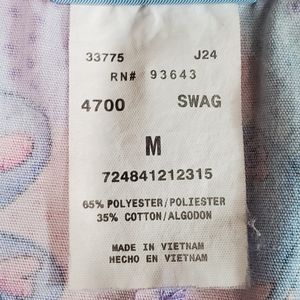 33775 J24
RN# 93643
4700 SWAG
M
724841212315
65% POLYESTER/POLIESTER
35% COTTON/ALGODON
MADE IN VIETNAM
HECHO EN VIETNAM